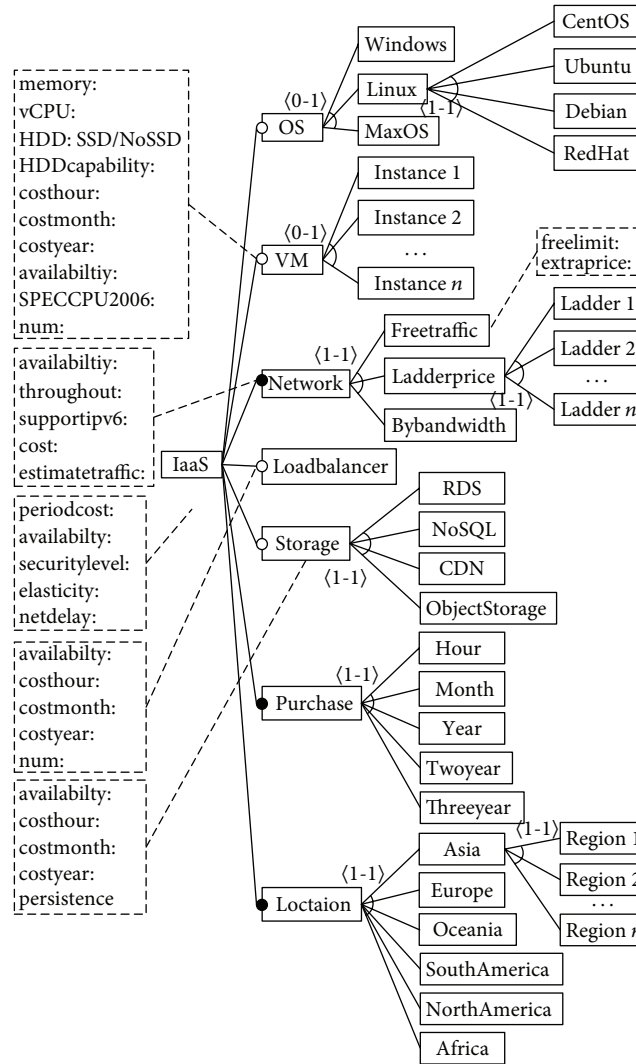 memory:
vCPU:
HDD: SSD/NoSSD
HDDcapability:
costhour:
costmonth:
costyear:
availabiltiy:
SPECCPU2006:
num:
availabiltiy:
throughout:
supportipv6:
cost:
estimatetraffic:
periodcost:
availabilty:
securitylevel:
elasticity:
netdelay:
availabilty:
costhour:
costmonth:
costyear:
num:
availabilty:
costhour:
costmonth:
costyear:
persistence
IaaS
⟨0-1⟩
OS
Windows
Linux
MaxOS
⟨1-1⟩
CentOS
Ubuntu
Debian
RedHat
⟨0-1⟩
VM
Instance 1
Instance 2
...
Instance n
⟨1-1⟩
Network
Freetraffic
Ladderprice
Bybandwidth
freelimit:
extraprice:
⟨1-1⟩
Ladder 1
Ladder 2
...
Ladder n
Loadbalancer
Storage
⟨1-1⟩
RDS
NoSQL
CDN
ObjectStorage
⟨1-1⟩
Purchase
Hour
Month
Year
Twoyear
Threeyear
⟨1-1⟩
Loctaion
Asia
Europe
Oceania
SouthAmerica
NorthAmerica
Africa
⟨1-1⟩
Region 1
Region 2
...
Region n